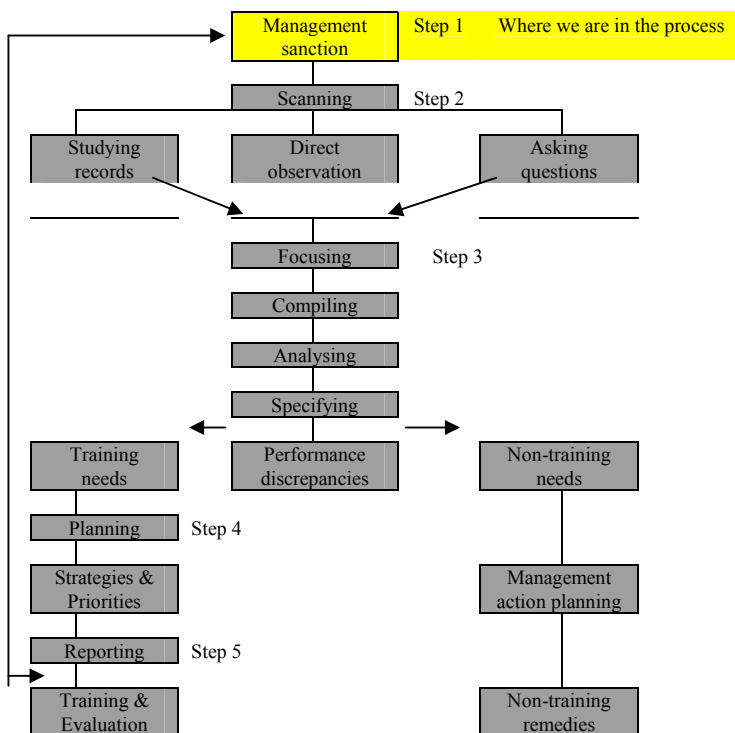 Management
sanction
Step 1
Where we are in the process
Scanning
Step 2
Studying
records
Direct
observation
Asking
questions
Focusing
Step 3
Compiling
Analysing
Specifying
Training
needs
Performance
discrepancies
Non-training
needs
Planning
Step 4
Strategies &
Priorities
Management
action planning
Reporting
Step 5
Training &
Evaluation
Non-training
remedies